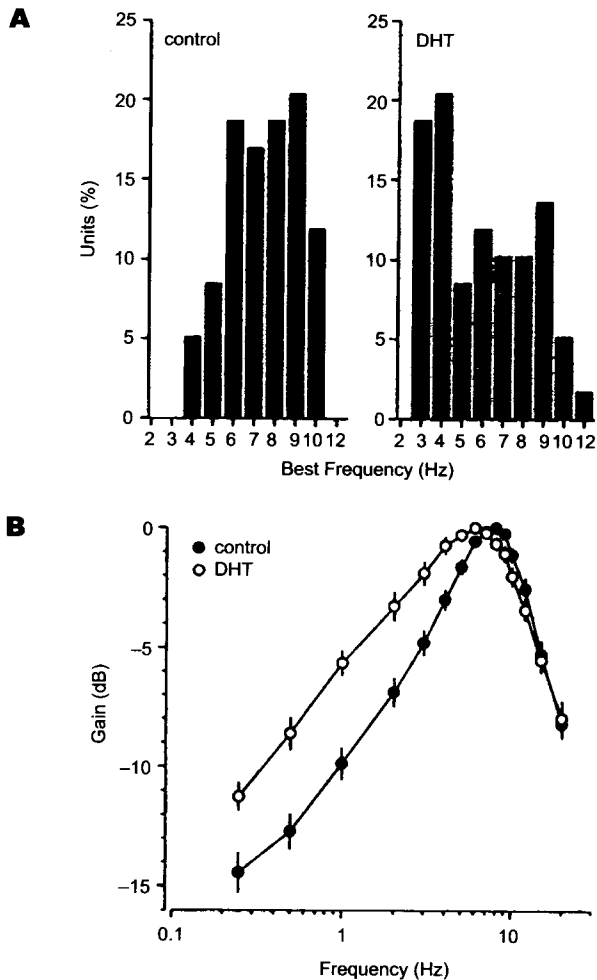 A
control
DHT
Units (%)
25
20
15
10
5
0
25
20
15
10
5
0
2 3 4 5 6 7 8 9 10 12
2 3 4 5 6 7 8 9 10 12
Best Frequency (Hz)
B
control
DHT
Gain (dB)
0
−5
−10
−15
0.1 1 10
Frequency (Hz)